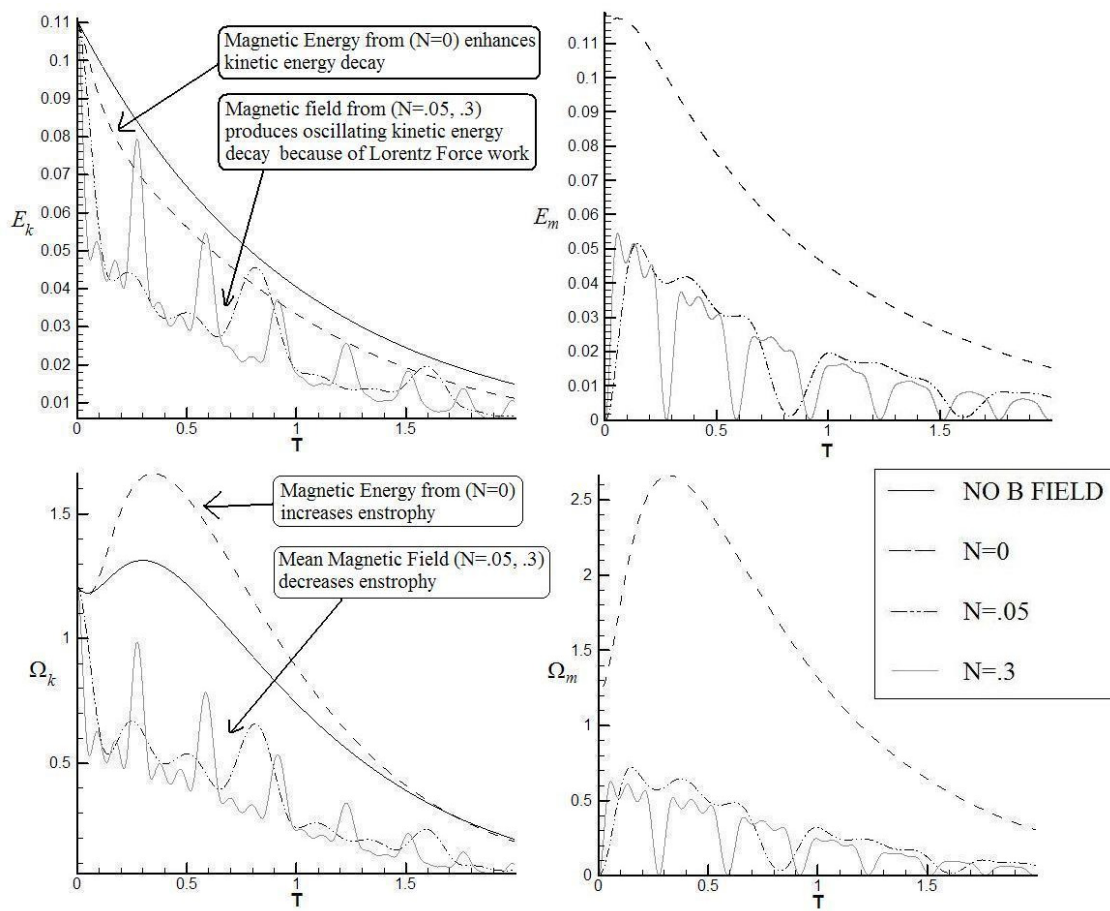 0.11
0.1
0.09
0.08
0.07
0.06
0.05
0.04
0.03
0.02
0.01
E_k
0
0.5
1
1.5
T
Magnetic Energy from (N=0) enhances
kinetic energy decay
Magnetic field from (N=.05, .3)
produces oscillating kinetic energy
decay because of Lorentz Force work
0.11
0.1
0.09
0.08
0.07
0.06
0.05
0.04
0.03
0.02
0.01
0
E_m
0
0.5
1
1.5
T
1.5
1
0.5
Ω_k
0
0.5
1
1.5
T
Magnetic Energy from (N=0)
increases enstrophy
Mean Magnetic Field (N=.05, .3)
decreases enstrophy
2.5
2
1.5
1
0.5
0
Ω_m
0
0.5
1
1.5
T
NO B FIELD
N=0
N=.05
N=.3